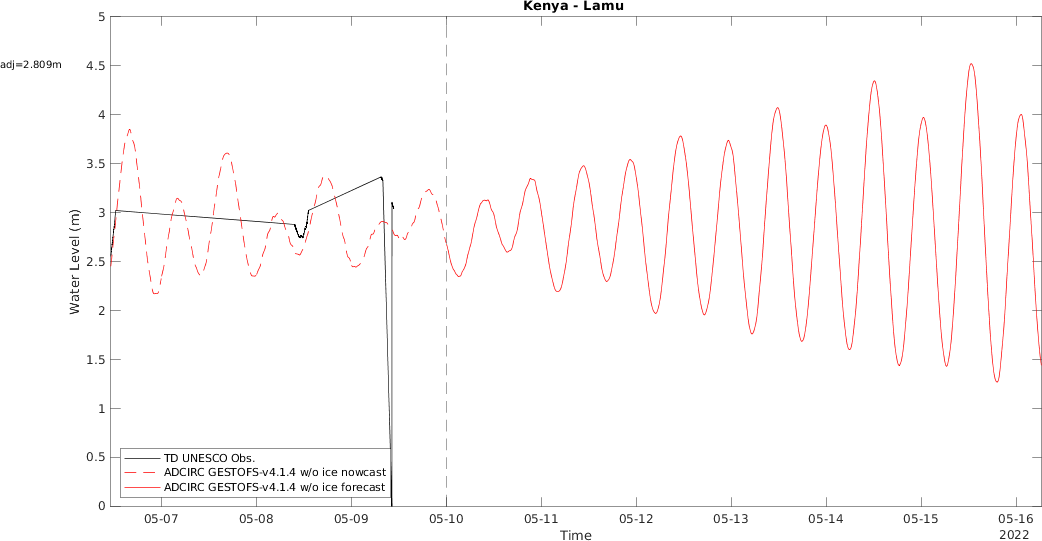 Kenya - Lamu
adj=2.809m
Water Level (m)
5
4.5
4
3.5
3
2.5
2
1.5
1
0.5
0
TD UNESCO Obs.
ADCIRC GESTOFS-v4.1.4 w/o ice nowcast
ADCIRC GESTOFS-v4.1.4 w/o ice forecast
05-07 05-08 05-09 05-10 05-11 05-12 05-13 05-14 05-15 05-16
Time
2022